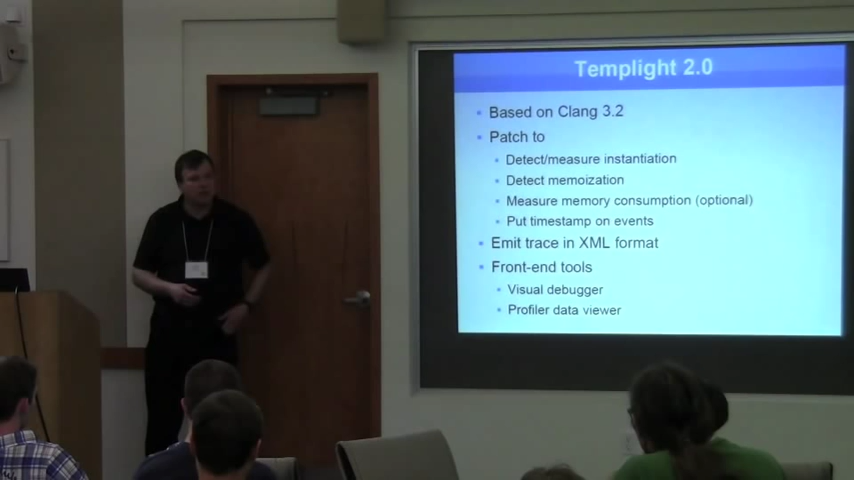 Templight 2.0
Based on Clang 3.2
Patch to
Detect/measure instantiation
Detect memoization
Measure memory consumption (optional)
Put timestamp on events
Emit trace in XML format
Front-end tools
Visual debugger
Profiler data viewer